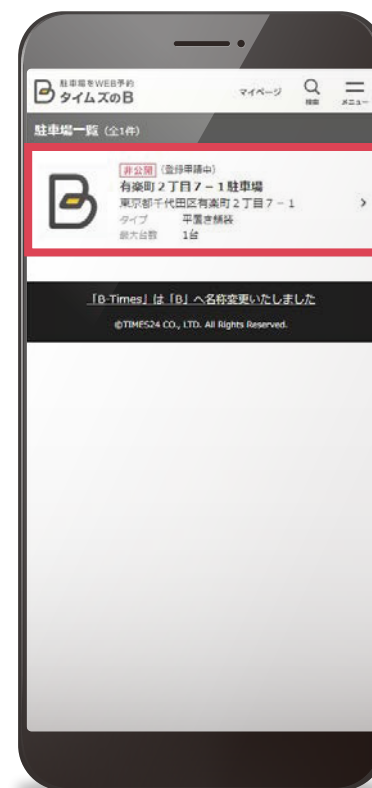 駐車場をWEB予約
タイムズのB
マイページ
検索
メニュー
駐車場一覧 (全1件)
非公開 (登録申請中)
有楽町2丁目7-1駐車場
東京都千代田区有楽町2丁目7-1
タイプ 平置き舗装
最大台数 1台
「B-Times」は「B」へ名称変更いたしました
©TIMES24 CO., LTD. All Rights Reserved.